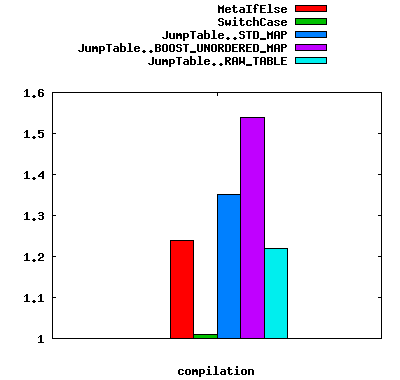 MetaIfElse
SwitchCase
JumpTable..STD_MAP
JumpTable..BOOST_UNORDERED_MAP
JumpTable..RAW_TABLE
1.6
1.5
1.4
1.3
1.2
1.1
1
compilation